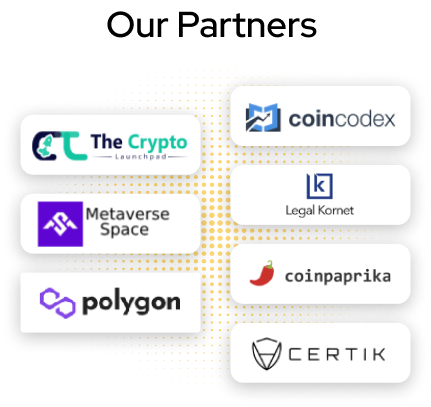 Our Partners
The Crypto
Launchpad
Metaverse
Space
polygon
coincodex
Legal Kornet
coinpaprika
CERTIK